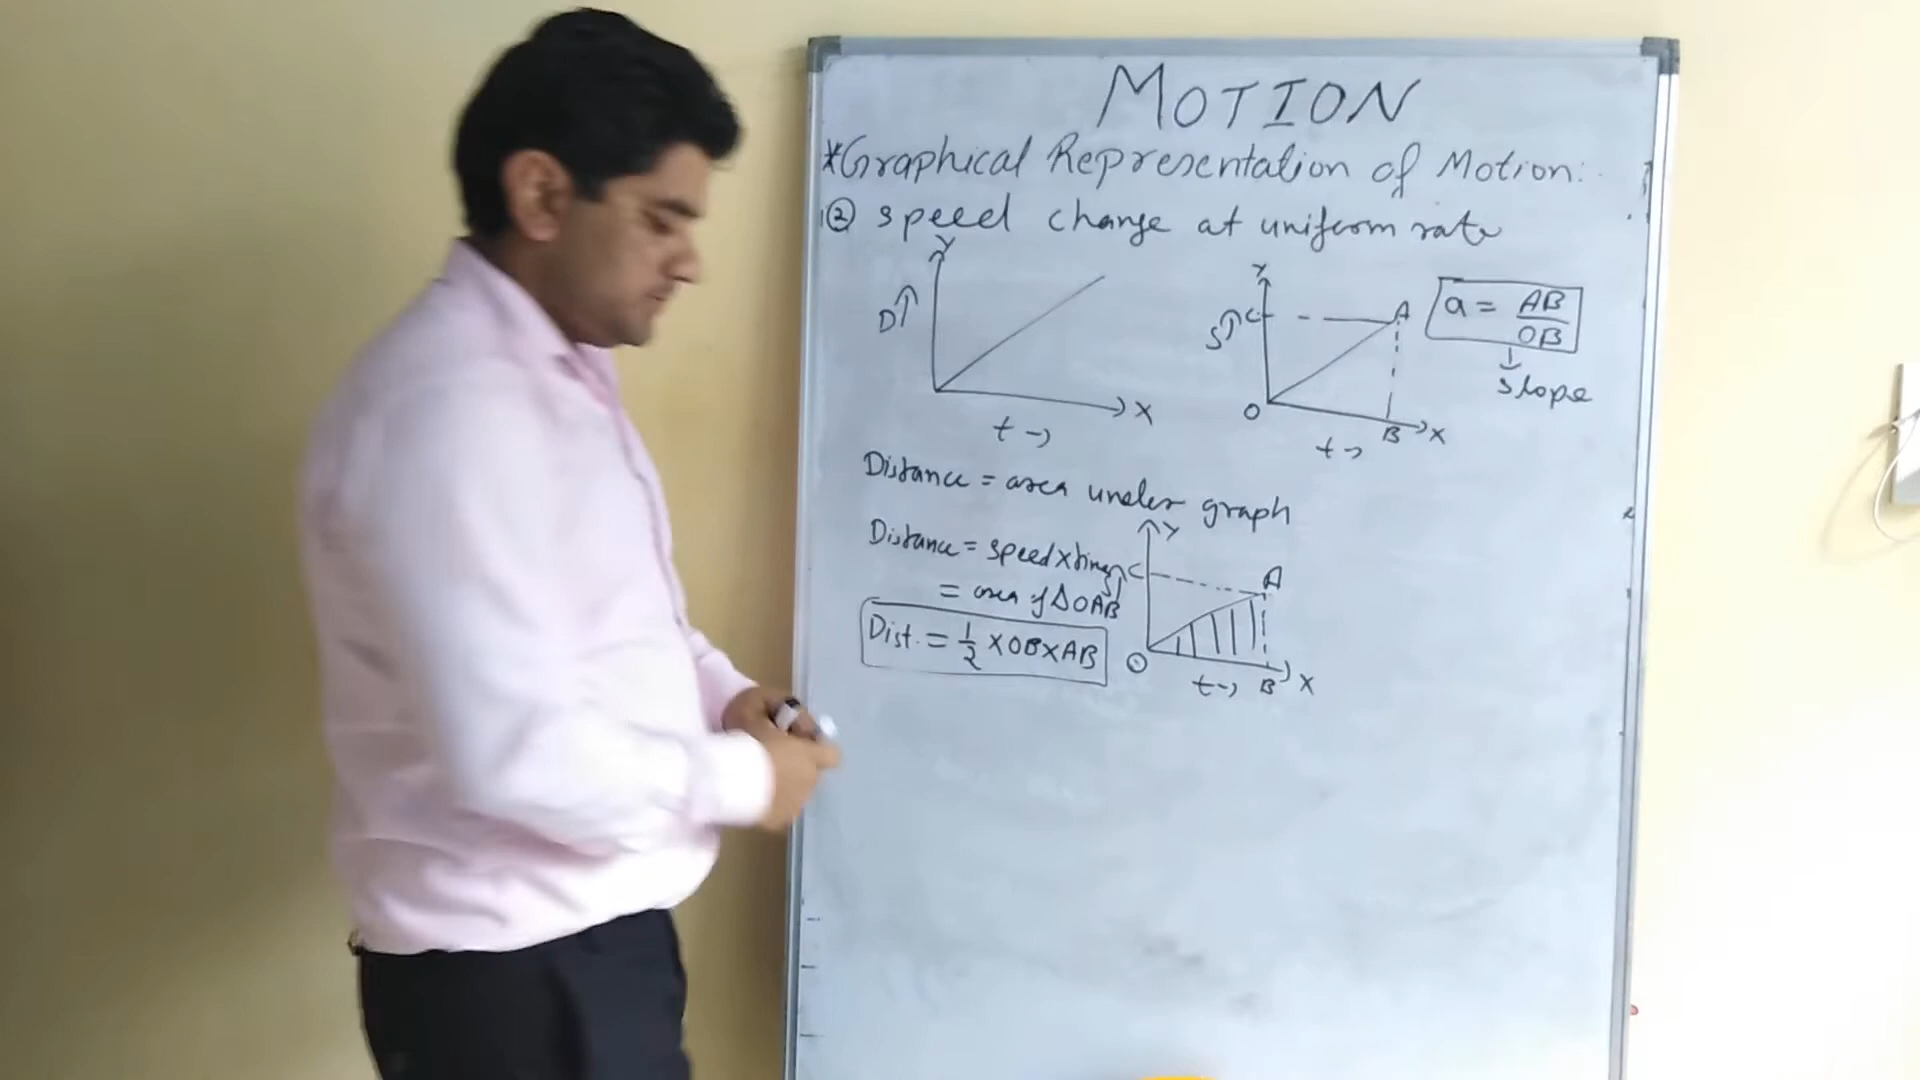 MOTION
*Graphical Representation of Motion:
② speed change at uniform rate
Y
D↑
X
t→
Y
S↑
C
A
O
B
X
t→
a = AB/OB
↓
slope
Distance = area under graph
Distance = speed x time
= area of ΔOAB
Dist. = 1/2 x OB x AB
Y
C
A
O
t→
B
X